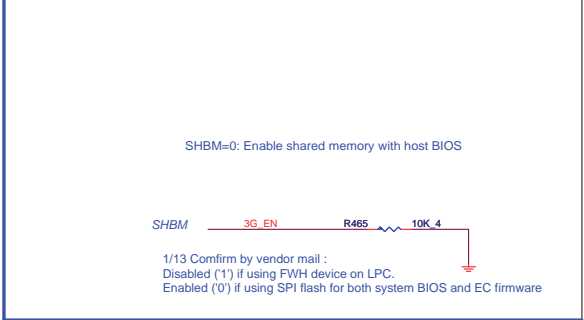 SHBM=0: Enable shared memory with host BIOS
SHBM 3G_EN R465 10K_4
1/13 Comfirm by vendor mail :
Disabled ('1') if using FWH device on LPC.
Enabled ('0') if using SPI flash for both system BIOS and EC firmware